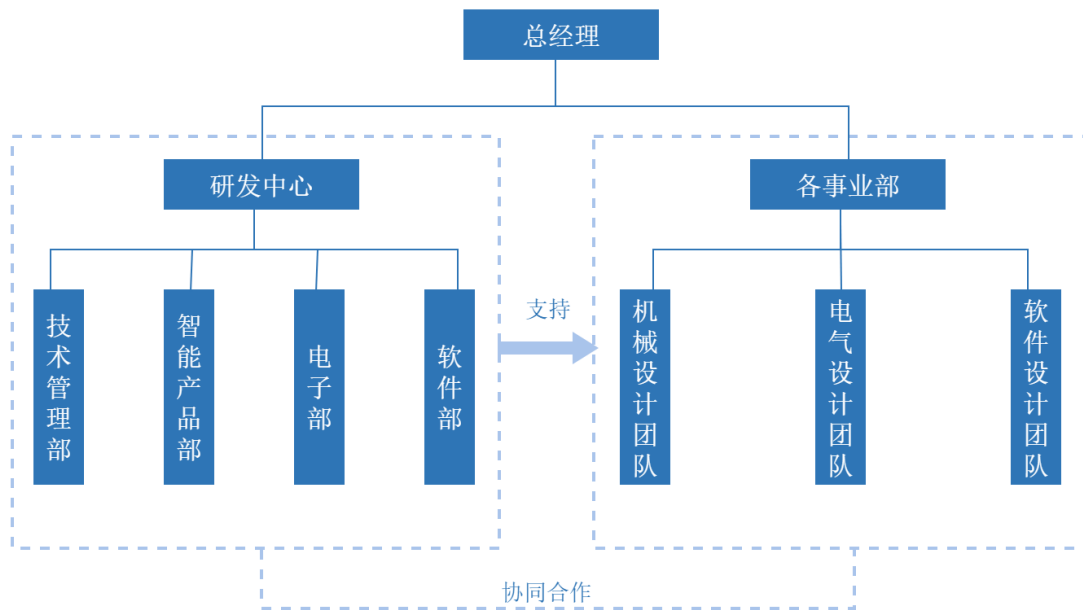 总经理
研发中心
各事业部
技术管理部
智能产品部
电子部
软件部
支持
机械设计团队
电气设计团队
软件设计团队
协同合作